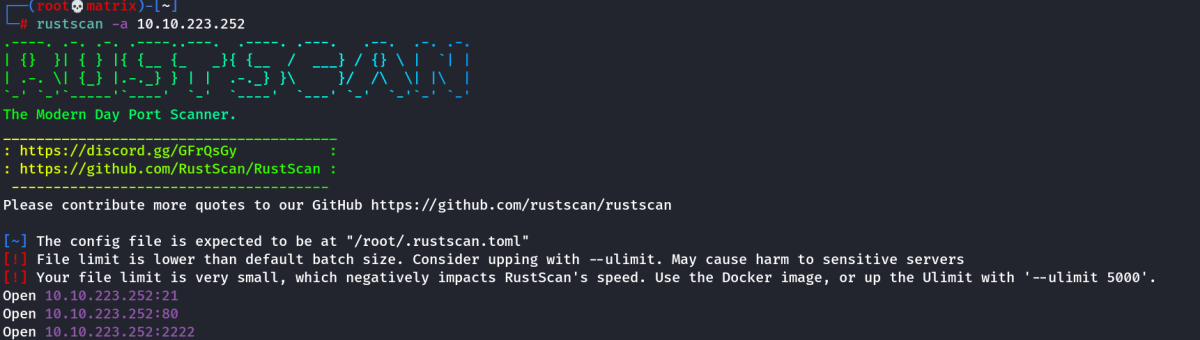 ┌──(root💀matrix)-[~]
└─# rustscan -a 10.10.223.252
.----. .-. .-. .----..---.  .----. .---.   .--.  .-. .-.
| {}  }| { } |{ {__ {_   _}{ {__  /  ___} / {} \ |  `| |
| .-. \| {_} |.-._} } | |  .-._} }\     }/  /\  \| |\  |
`-' `-'`-----'`----'  `-'  `----'  `---' `-'  `-'`-' `-'
The Modern Day Port Scanner.
________________________________________
: https://discord.gg/GFrQsGy           :
: https://github.com/RustScan/RustScan :
 --------------------------------------
Please contribute more quotes to our GitHub https://github.com/rustscan/rustscan
[~] The config file is expected to be at "/root/.rustscan.toml"
[!] File limit is lower than default batch size. Consider upping with --ulimit. May cause harm to sensitive servers
[!] Your file limit is very small, which negatively impacts RustScan's speed. Use the Docker image, or up the Ulimit with '--ulimit 5000'.
Open 10.10.223.252:21
Open 10.10.223.252:80
Open 10.10.223.252:2222